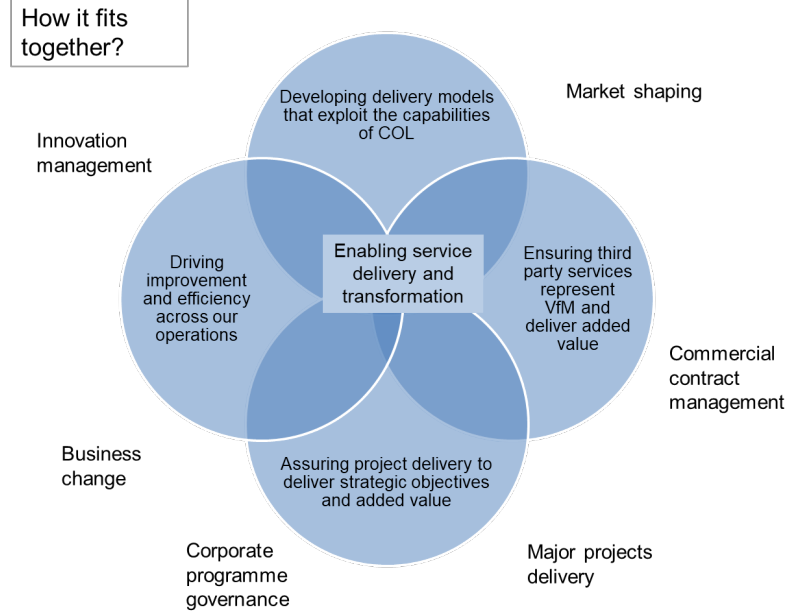 How it fits
together?
Developing delivery models
that exploit the capabilities
of COL
Market shaping
Innovation
management
Enabling service
delivery and
transformation
Driving
improvement
and efficiency
across our
operations
Ensuring third
party services
represent
VfM and
deliver added
value
Commercial
contract
management
Business
change
Assuring project delivery to
deliver strategic objectives
and added value
Corporate
programme
governance
Major projects
delivery